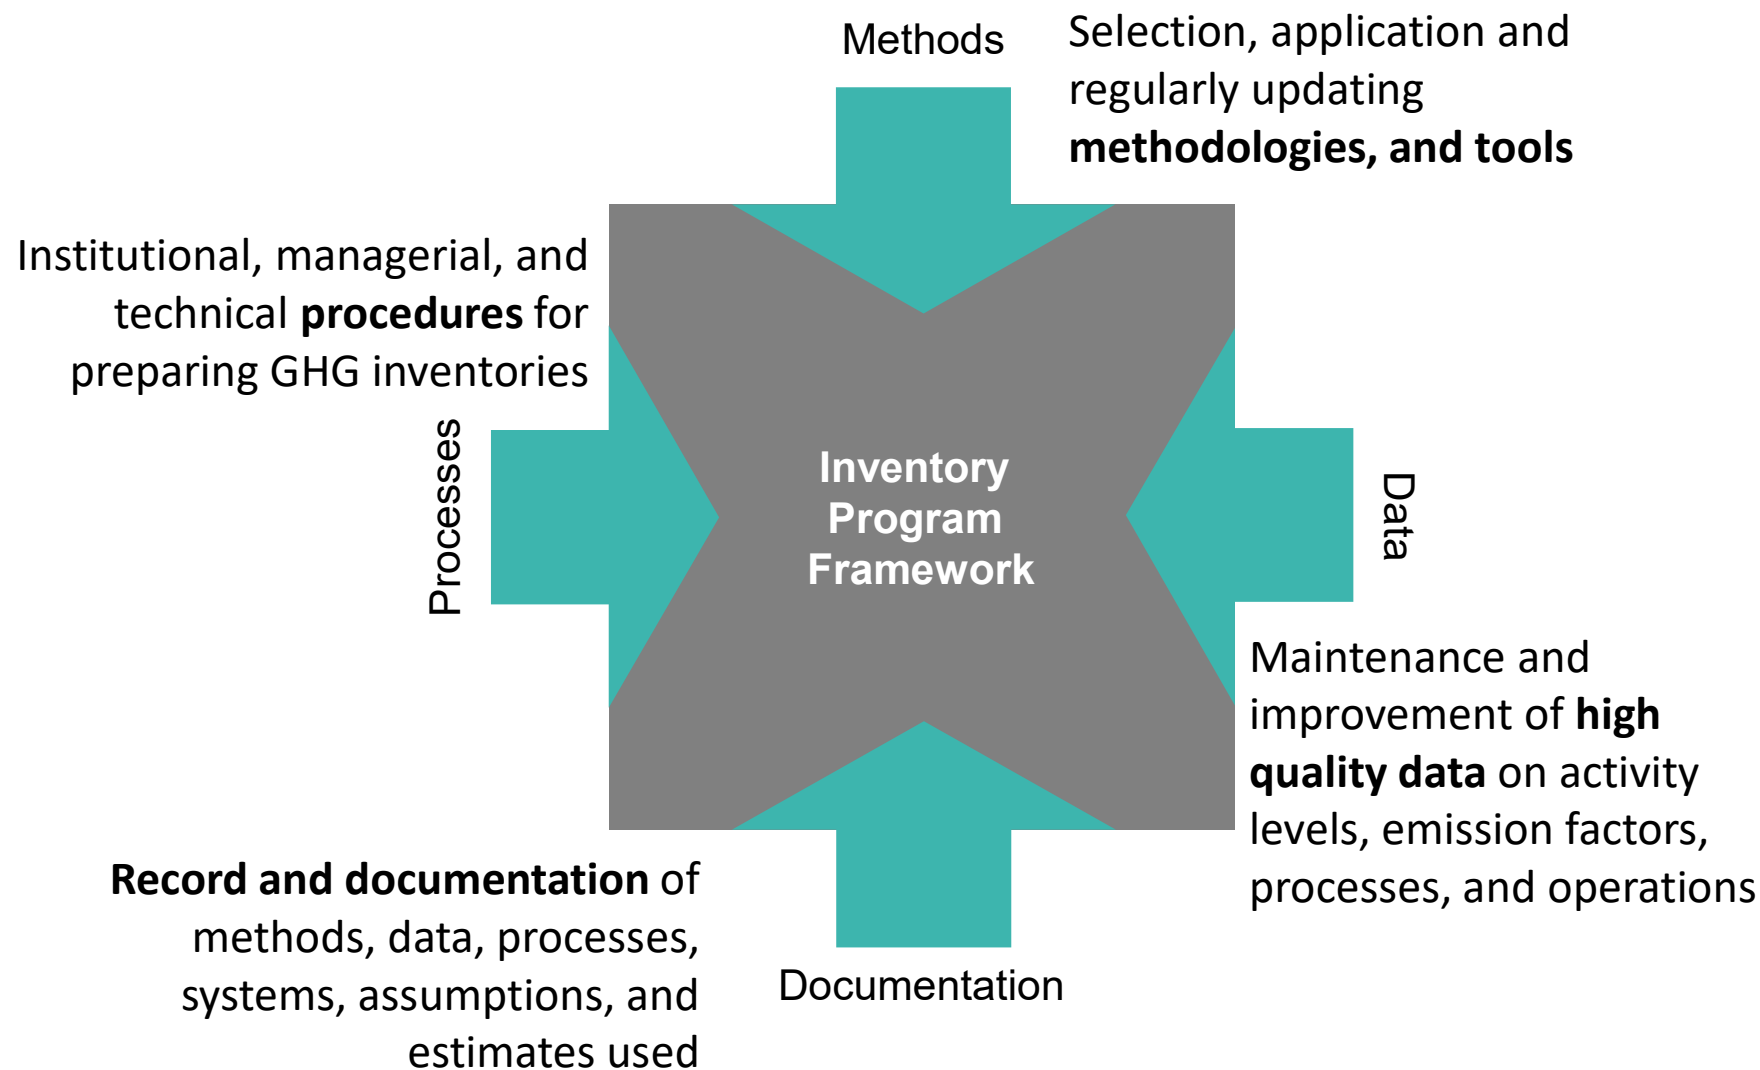 Methods
Selection, application and
regularly updating
methodologies, and tools
Institutional, managerial, and
technical procedures for
preparing GHG inventories
Processes
Inventory
Program
Framework
Data
Maintenance and
improvement of high
quality data on activity
levels, emission factors,
processes, and operations
Record and documentation of
methods, data, processes,
systems, assumptions, and
estimates used
Documentation